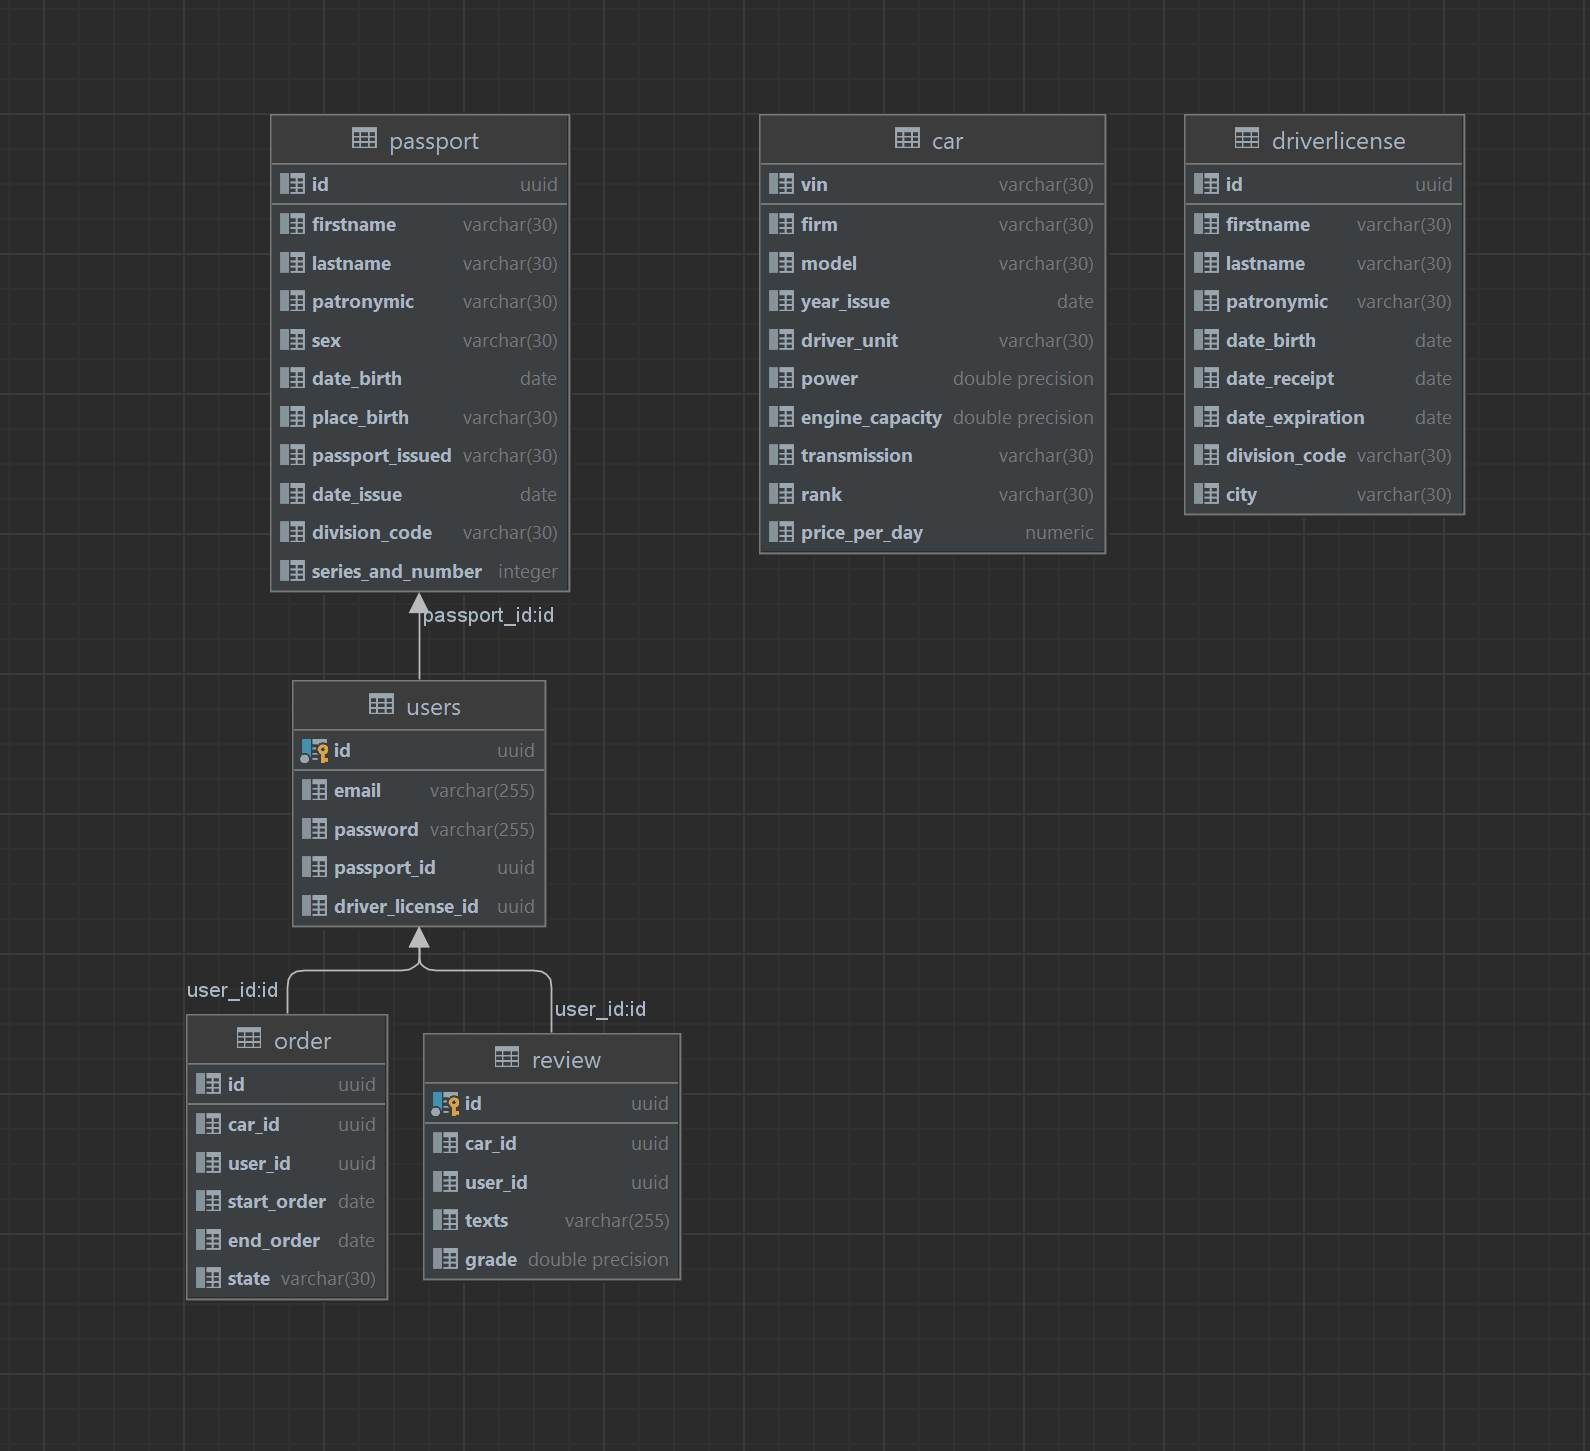 passport
id uuid
firstname varchar(30)
lastname varchar(30)
patronymic varchar(30)
sex varchar(30)
date_birth date
place_birth varchar(30)
passport_issued varchar(30)
date_issue date
division_code varchar(30)
series_and_number integer
car
vin varchar(30)
firm varchar(30)
model varchar(30)
year_issue date
driver_unit varchar(30)
power double precision
engine_capacity double precision
transmission varchar(30)
rank varchar(30)
price_per_day numeric
driverlicense
id uuid
firstname varchar(30)
lastname varchar(30)
patronymic varchar(30)
date_birth date
date_receipt date
date_expiration date
division_code varchar(30)
city varchar(30)
passport_id:id
users
id uuid
email varchar(255)
password varchar(255)
passport_id uuid
driver_license_id uuid
user_id:id
user_id:id
order
id uuid
car_id uuid
user_id uuid
start_order date
end_order date
state varchar(30)
review
id uuid
car_id uuid
user_id uuid
texts varchar(255)
grade double precision